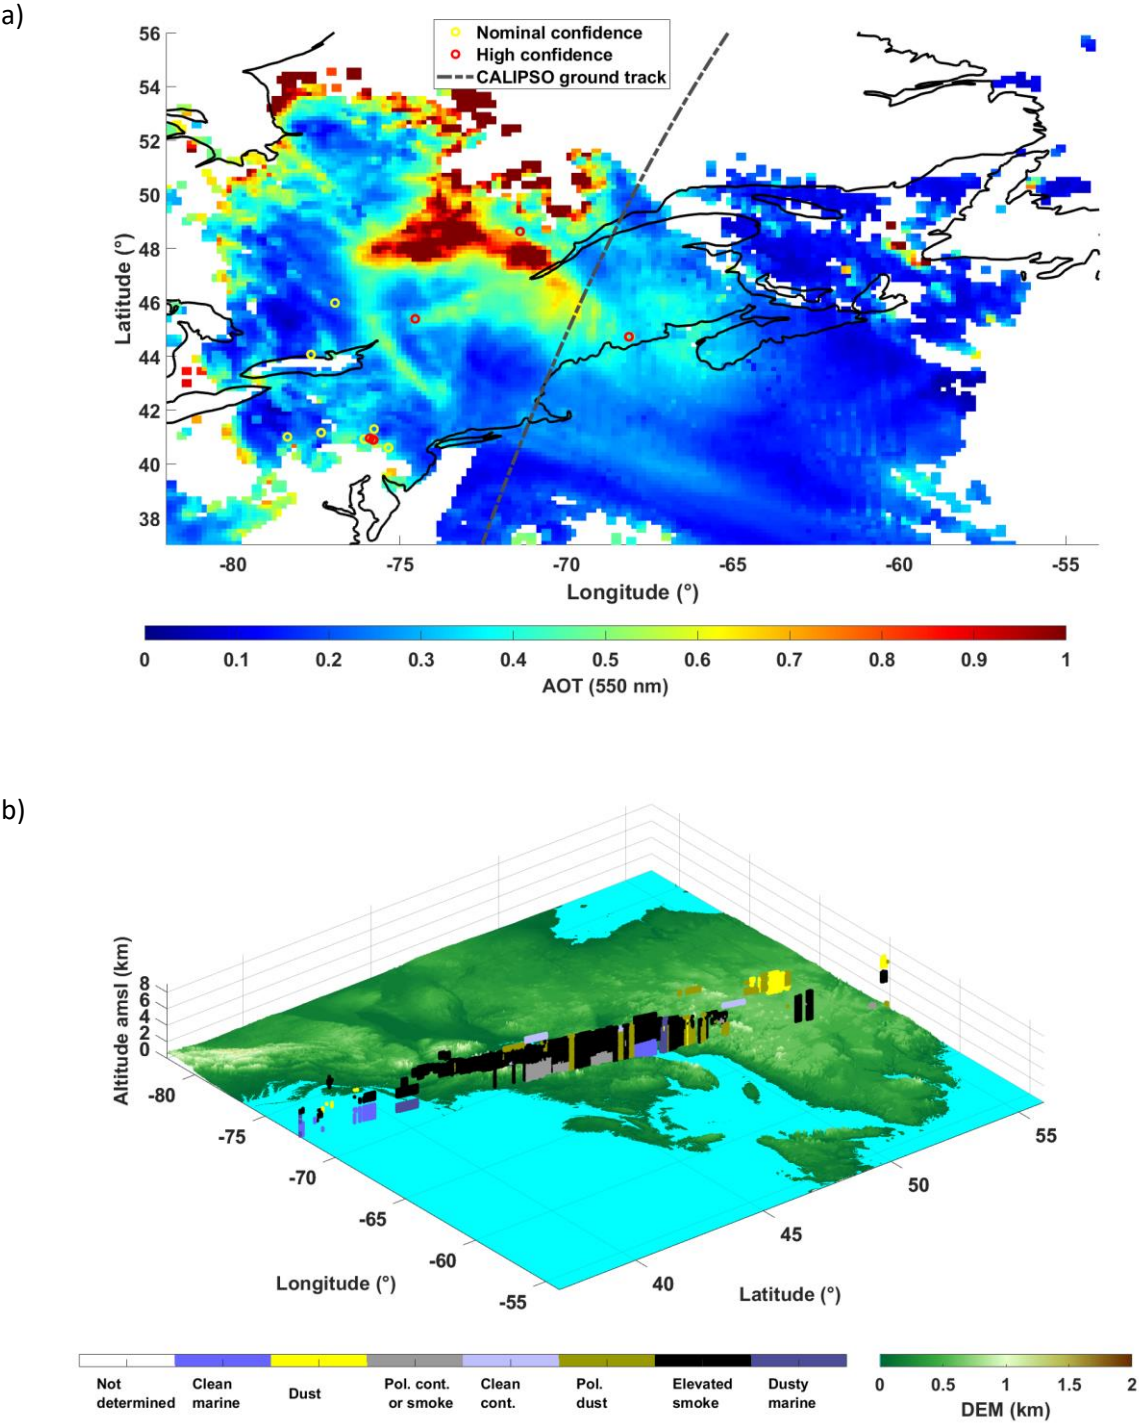 a)
56
54
52
50
48
46
44
42
40
38
Latitude (°)
Nominal confidence
High confidence
CALIPSO ground track
-80 -75 -70 -65 -60 -55
Longitude (°)
0 0.1 0.2 0.3 0.4 0.5 0.6 0.7 0.8 0.9 1
AOT (550 nm)
b)
Altitude amsl (km)
8
6
4
2
0
-80
-75
-70
-65
-60
-55
Longitude (°)
55
50
45
40
Latitude (°)
Not determined
Clean marine
Dust
Pol. cont. or smoke
Clean cont.
Pol. dust
Elevated smoke
Dusty marine
0 0.5 1 1.5 2
DEM (km)